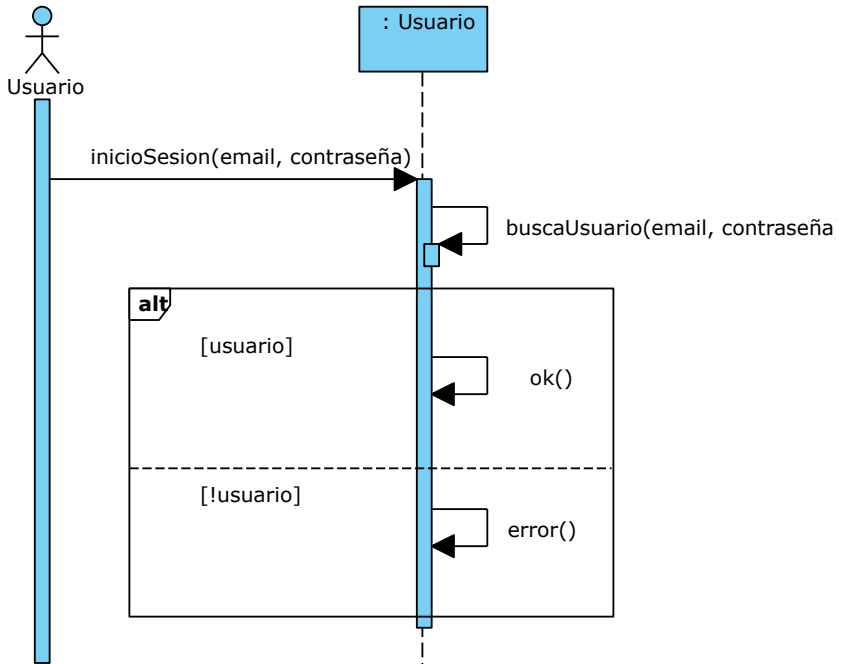 : Usuario
Usuario
inicioSesion(email, contraseña)
buscaUsuario(email, contraseña
alt
[usuario]
ok()
[!usuario]
error()